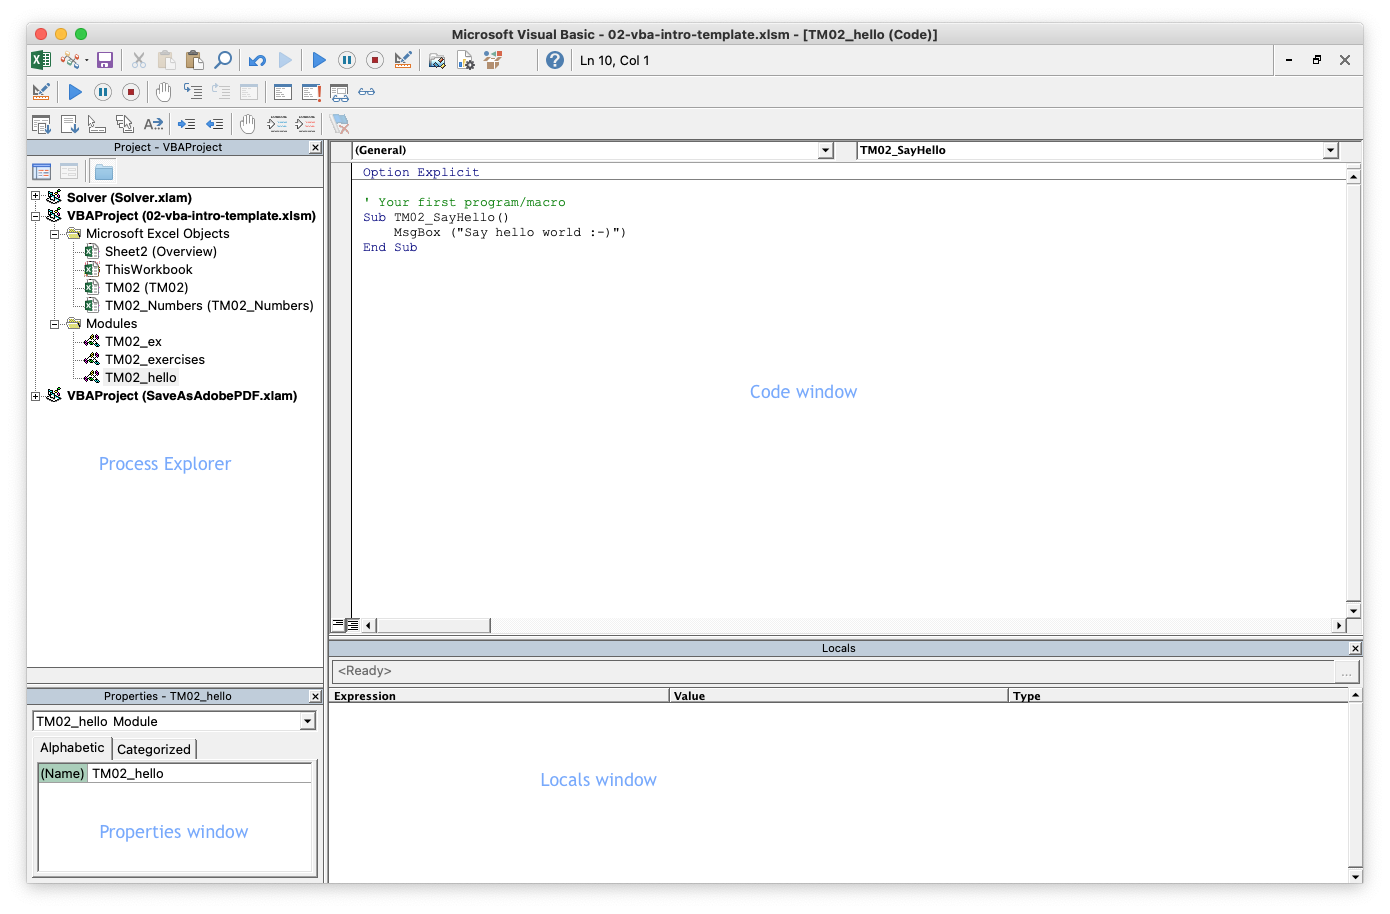 Microsoft Visual Basic - 02-vba-intro-template.xlsm - [TM02_hello (Code)]
Ln 10, Col 1
Project - VBAProject
Solver (Solver.xlam)
VBAProject (02-vba-intro-template.xlsm)
Microsoft Excel Objects
Sheet2 (Overview)
ThisWorkbook
TM02 (TM02)
TM02_Numbers (TM02_Numbers)
Modules
TM02_ex
TM02_exercises
TM02_hello
VBAProject (SaveAsAdobePDF.xlam)
Process Explorer
Properties - TM02_hello
TM02_hello Module
Alphabetic Categorized
(Name) TM02_hello
Properties window
(General) TM02_SayHello
Option Explicit
' Your first program/macro
Sub TM02_SayHello()
MsgBox ("Say hello world :-)")
End Sub
Code window
Locals
<Ready>
...
Expression Value Type
Locals window